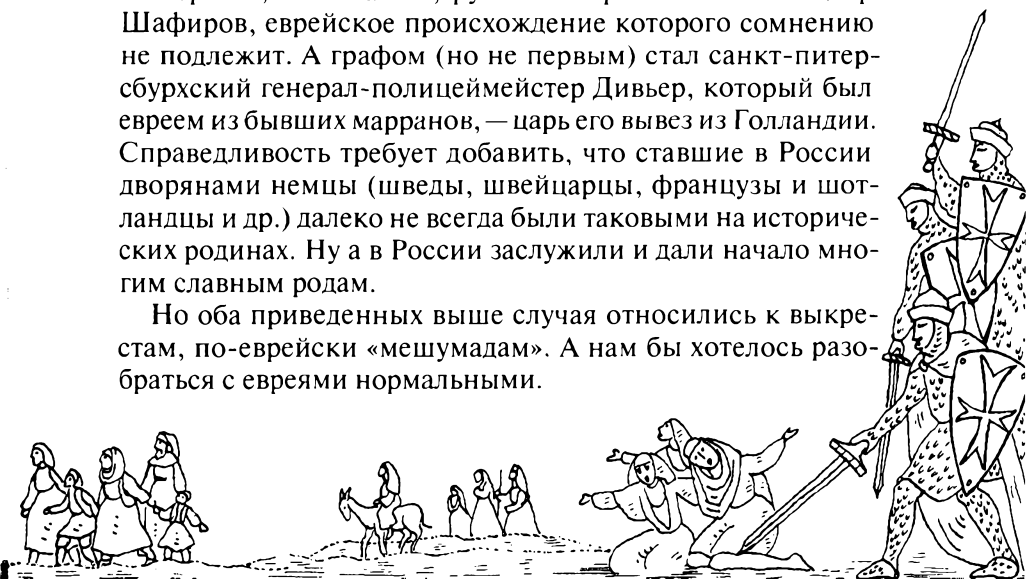 Шафиров, еврейское происхождение которого сомнению
не подлежит. А графом (но не первым) стал санкт-питер-
сбурхский генерал-полицеймейстер Дивьер, который был
евреем из бывших марранов, — царь его вывез из Голландии.
Справедливость требует добавить, что ставшие в России
дворянами немцы (шведы, швейцарцы, французы и шот-
ландцы и др.) далеко не всегда были таковыми на историче-
ских родинах. Ну а в России заслужили и дали начало мно-
гим славным родам.
Но оба приведенных выше случая относились к выкре-
стам, по-еврейски «мешумадам». А нам бы хотелось разо-
браться с евреями нормальными.